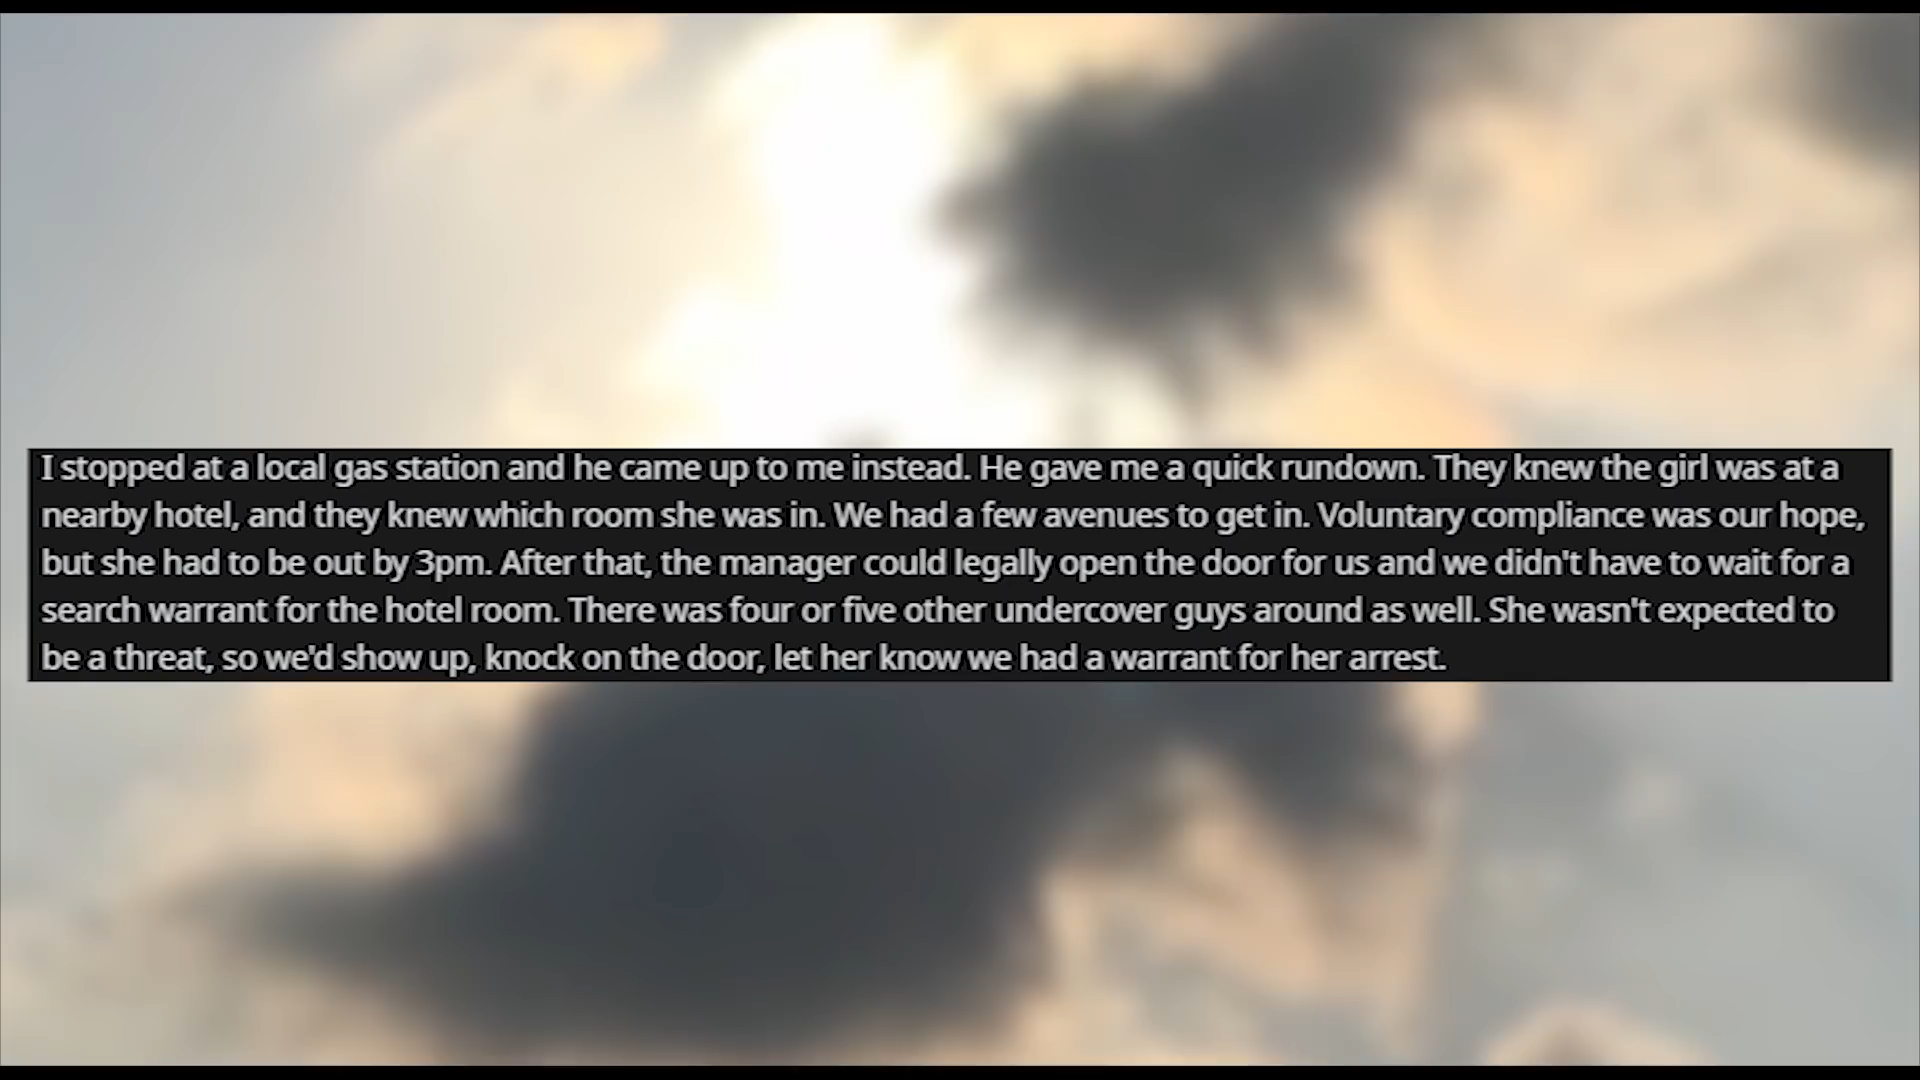 I stopped at a local gas station and he came up to me instead. He gave me a quick rundown. They knew the girl was at a
nearby hotel, and they knew which room she was in. We had a few avenues to get in. Voluntary compliance was our hope,
but she had to be out by 3pm. After that, the manager could legally open the door for us and we didn't have to wait for a
search warrant for the hotel room. There was four or five other undercover guys around as well. She wasn't expected to
be a threat, so we'd show up, knock on the door, let her know we had a warrant for her arrest.